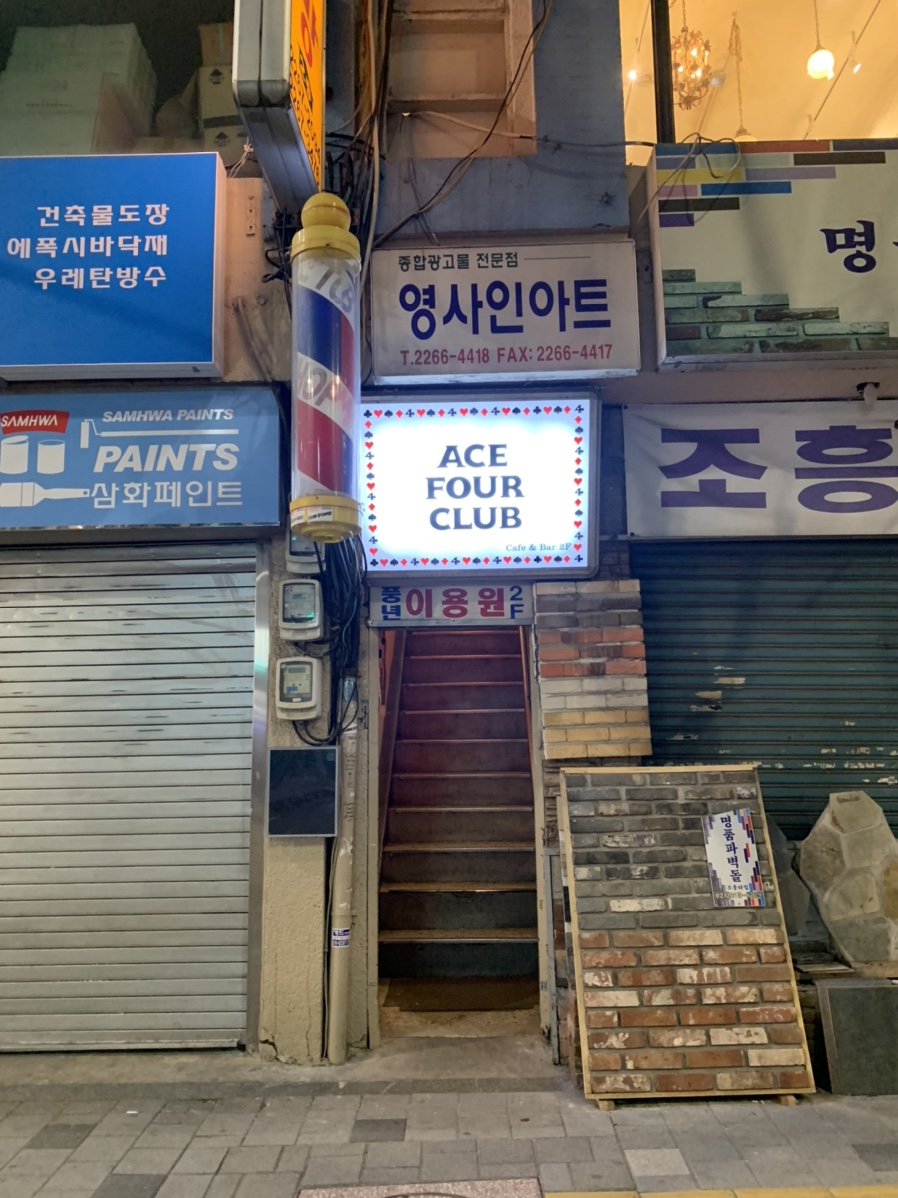 건축물도장
에폭시바닥재
우레탄방수
SAMHWA
SAMHWA PAINTS
PAINTS
삼화페인트
종합광고물 전문점
영사인아트
T.2266-4418 FAX: 2266-4417
ACE
FOUR
CLUB
Cafe & Bar 2F
풍년 이용원 2F
명
조흥
명품파벽돌